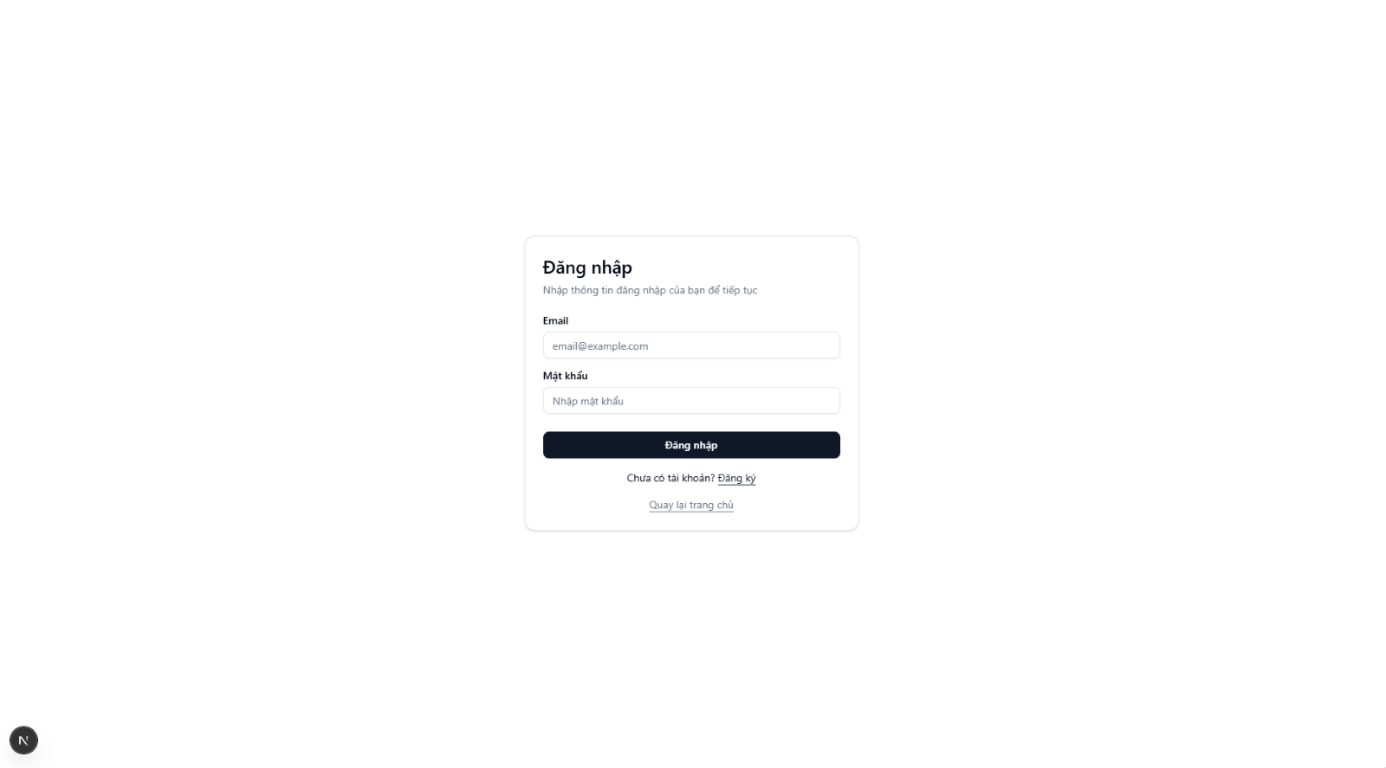 Đăng nhập
Nhập thông tin đăng nhập của bạn để tiếp tục
Email
email@example.com
Mật khẩu
Nhập mật khẩu
Đăng nhập
Chưa có tài khoản? Đăng ký
Quay lại trang chủ
N